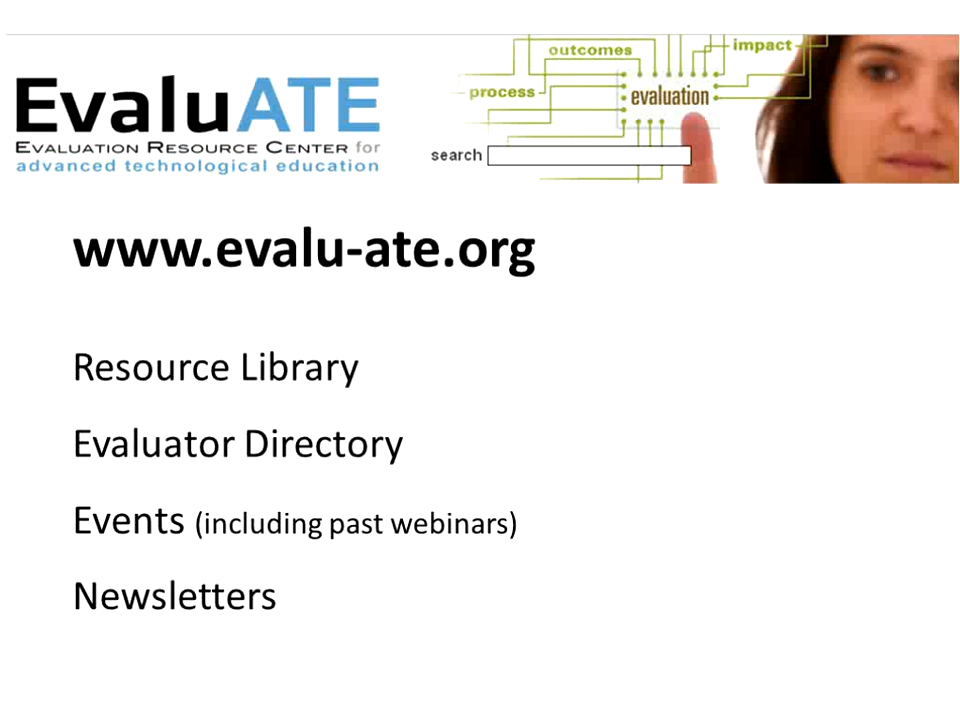 EvaluATE
EVALUATION RESOURCE CENTER for
advanced technological education
outcomes
impact
process
evaluation
search
www.evalu-ate.org
Resource Library
Evaluator Directory
Events (including past webinars)
Newsletters